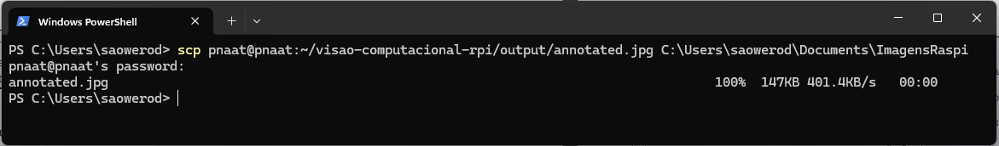 Windows PowerShell
PS C:\Users\saowerod> scp pnaat@pnaat:~/visao-computacional-rpi/output/annotated.jpg C:\Users\saowerod\Documents\ImagensRaspi
pnaat@pnaat's password:
annotated.jpg 100% 147KB 401.4KB/s 00:00
PS C:\Users\saowerod>